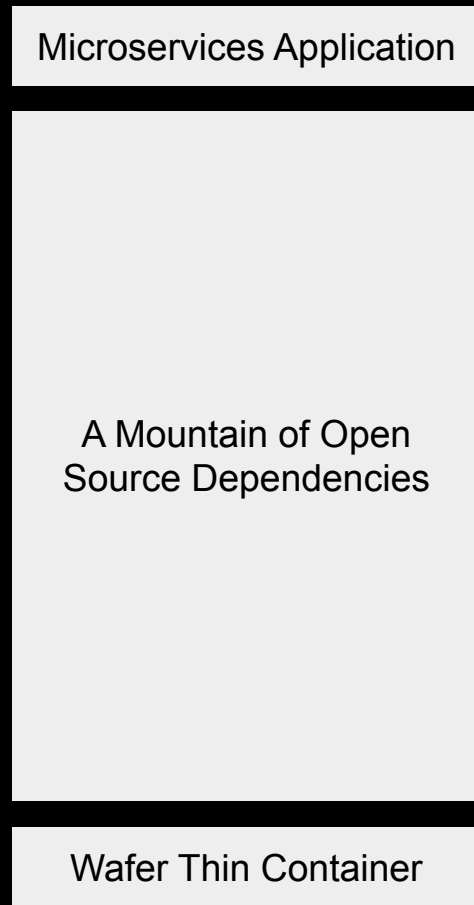 Microservices Application
A Mountain of Open
Source Dependencies
Wafer Thin Container